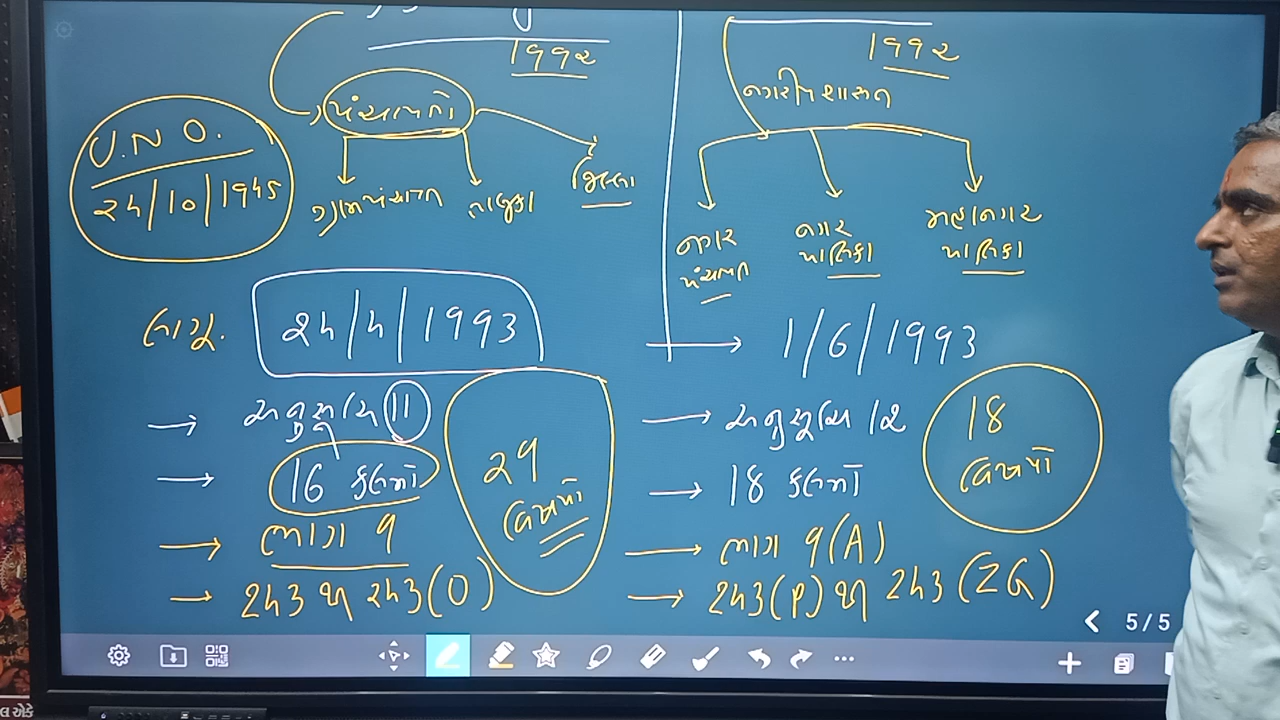 1992
1992
પંચાયતો
નગરીય શાસન
U.N.O.
24/10/1945
ગ્રામપંચાયત
તાલુકા
જિલ્લા
નગર
પંચાયત
નગર
પાલિકા
મહાનગર
પાલિકા
લાગુ.
24/4/1993
→ 1/6/1993
→ અનુસૂચિ 11
→ 16 કલમો
29
વિષયો
→ ભાગ 9
→ 243 થી 243(O)
→ અનુસૂચિ 12
→ 18 કલમો
18
વિષયો
→ ભાગ 9(A)
→ 243(P) થી 243(ZG)
5/5